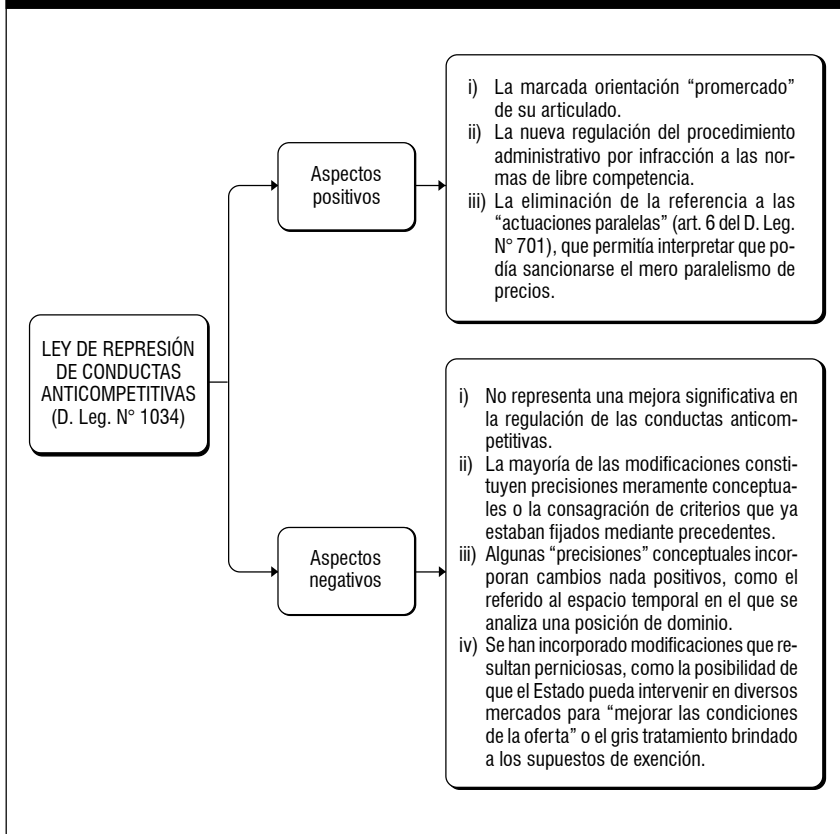 LEY DE REPRESIÓN
DE CONDUCTAS
ANTICOMPETITIVAS
(D. Leg. N° 1034)
Aspectos
positivos
i) La marcada orientación “promercado”
de su articulado.
ii) La nueva regulación del procedimiento
administrativo por infracción a las nor-
mas de libre competencia.
iii) La eliminación de la referencia a las
“actuaciones paralelas” (art. 6 del D. Leg.
N° 701), que permitía interpretar que po-
día sancionarse el mero paralelismo de
precios.
Aspectos
negativos
i) No representa una mejora significativa en
la regulación de las conductas anticom-
petitivas.
ii) La mayoría de las modificaciones consti-
tuyen precisiones meramente conceptua-
les o la consagración de criterios que ya
estaban fijados mediante precedentes.
iii) Algunas “precisiones” conceptuales incor-
poran cambios nada positivos, como el
referido al espacio temporal en el que se
analiza una posición de dominio.
iv) Se han incorporado modificaciones que re-
sultan perniciosas, como la posibilidad de
que el Estado pueda intervenir en diversos
mercados para “mejorar las condiciones
de la oferta” o el gris tratamiento brindado
a los supuestos de exención.